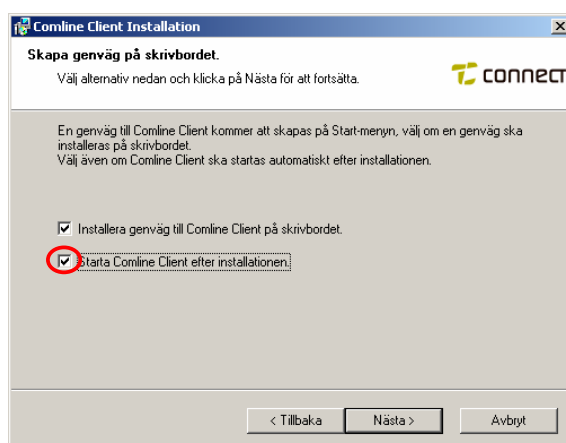 Comline Client Installation
Skapa genväg på skrivbordet.
Välj alternativ nedan och klicka på Nästa för att fortsätta.
connect
En genväg till Comline Client kommer att skapas på Start-menyn, välj om en genväg ska
installeras på skrivbordet.
Välj även om Comline Client ska startas automatiskt efter installationen.
Installera genväg till Comline Client på skrivbordet.
Starta Comline Client efter installationen.
< Tillbaka
Nästa >
Avbryt